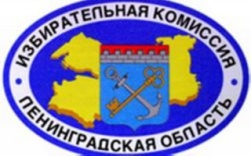 ИЗБИРАТЕЛЬНАЯ КОМИССИЯ
ЛЕНИНГРАДСКАЯ ОБЛАСТЬ